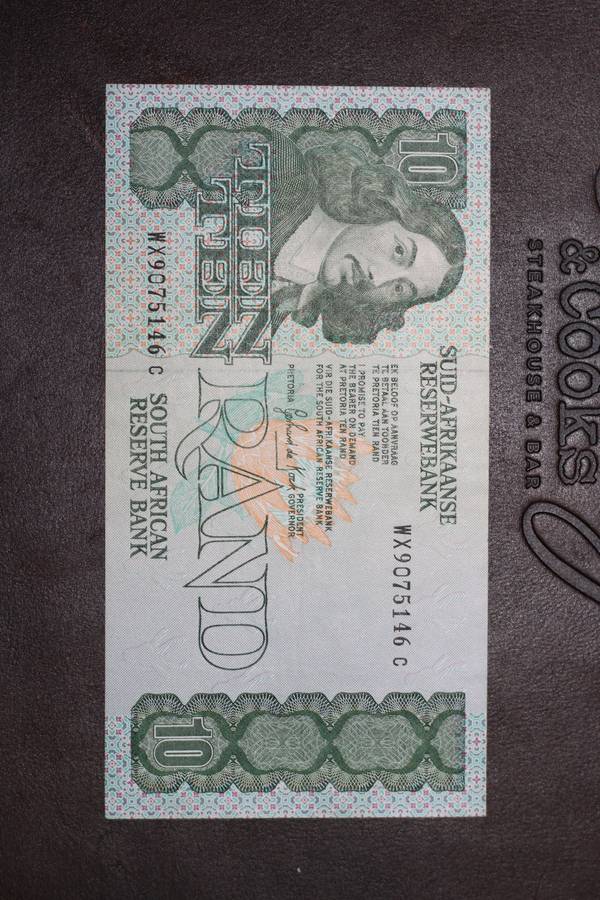 10
SUID-AFRIKAANSE
RESERWEBANK
WX9075146 C
EK BELOOF OP AANVRAAG
TE BETAAL AAN TOONDER
TE PRETORIA TIEN RAND
I PROMISE TO PAY
THE BEARER ON DEMAND
AT PRETORIA TEN RAND
VIR DIE SUID-AFRIKAANSE RESERWEBANK
FOR THE SOUTH AFRICAN RESERVE BANK
PRETORIA
PRESIDENT
GOVERNOR
TIEN
TEN
RAND
WX9075146 C
SOUTH AFRICAN
RESERVE BANK
10
& COOKS
STEAKHOUSE & BAR